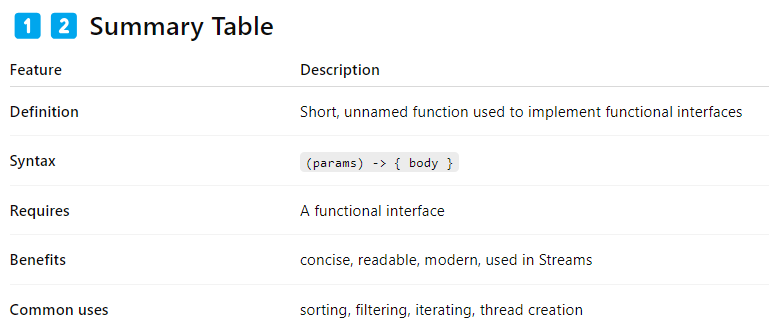 1️⃣ 2️⃣ Summary Table
Feature Description
Definition Short, unnamed function used to implement functional interfaces
Syntax (params) -> { body }
Requires A functional interface
Benefits concise, readable, modern, used in Streams
Common uses sorting, filtering, iterating, thread creation